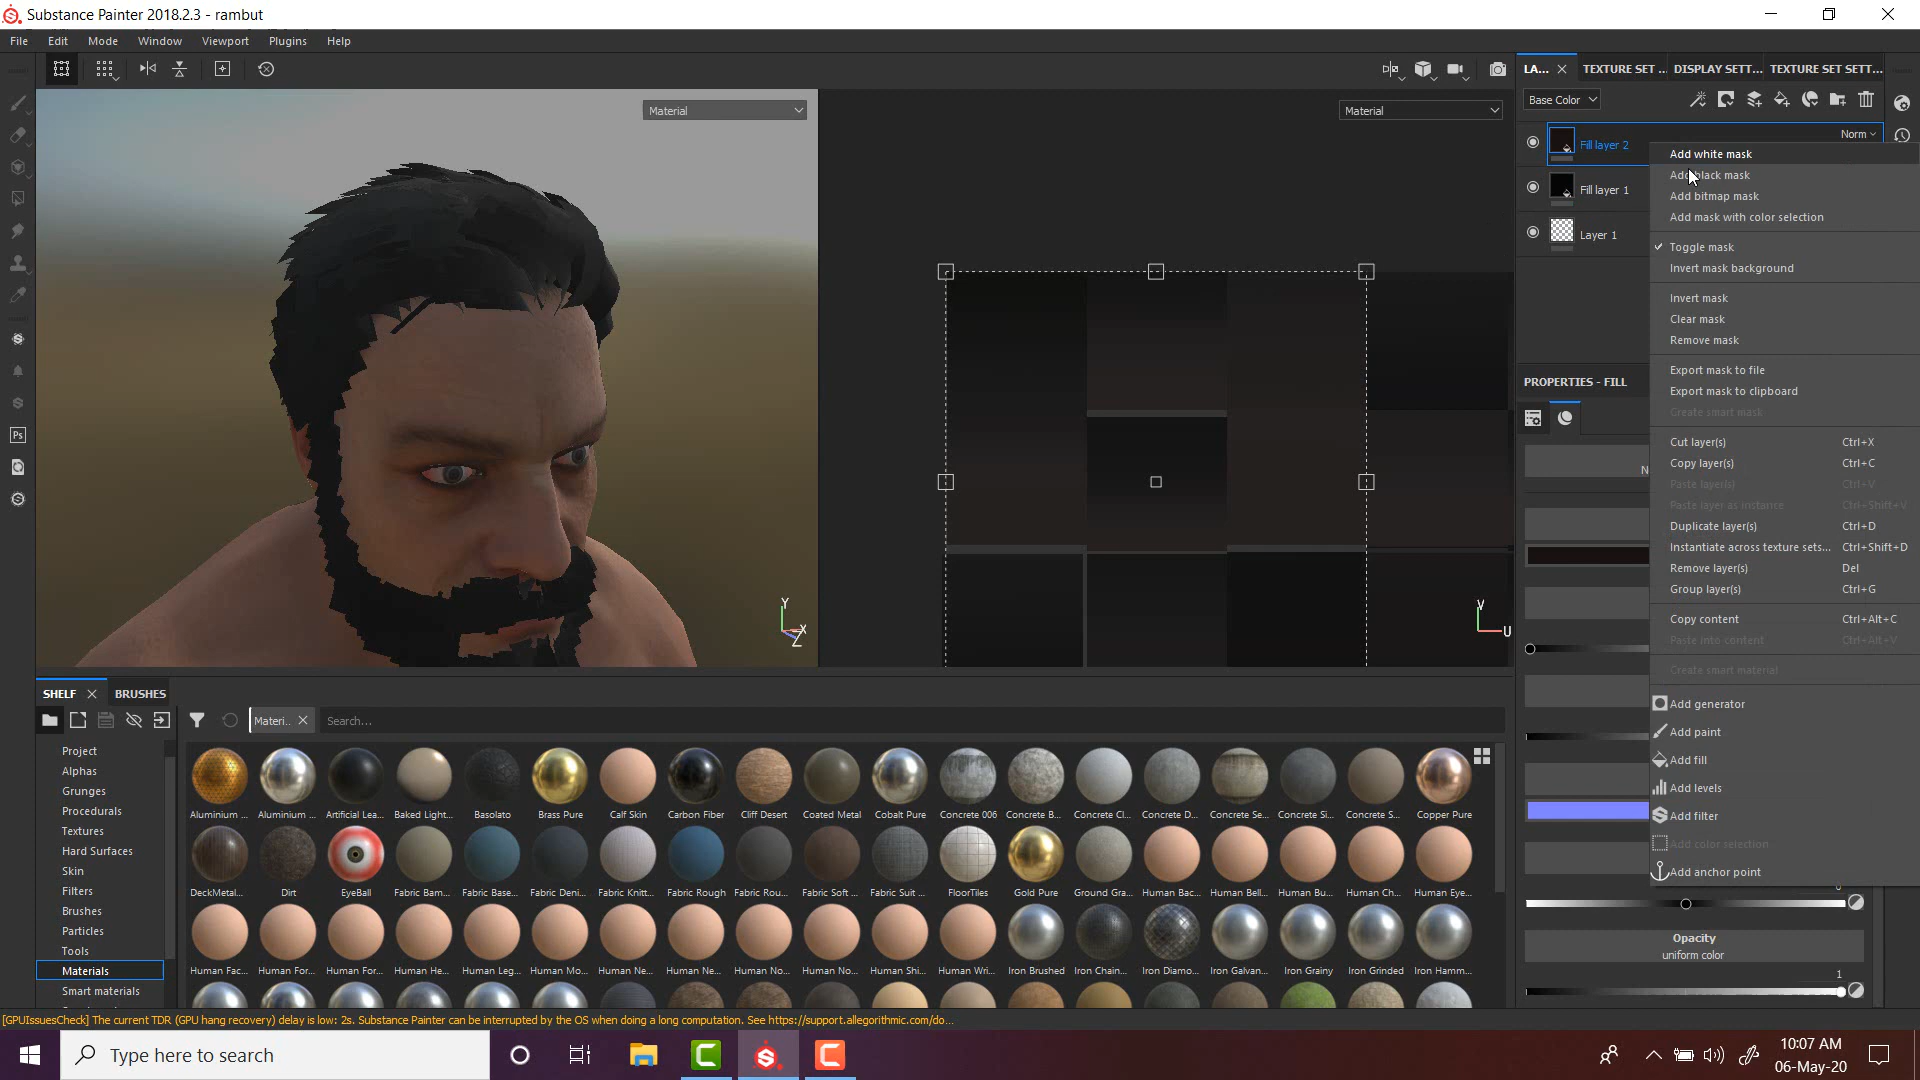 Substance Painter 2018.2.3 - rambut
File Edit Mode Window Viewport Plugins Help
LA... TEXTURE SET ... DISPLAY SETT... TEXTURE SET SETT...
Material Material
Base Color
Norm
Fill layer 2
Fill layer 1
Layer 1
PROPERTIES - FILL
Add white mask
Add black mask
Add bitmap mask
Add mask with color selection
Toggle mask
Invert mask background
Invert mask
Clear mask
Remove mask
Export mask to file
Export mask to clipboard
Create smart mask
Cut layer(s) Ctrl+X
Copy layer(s) Ctrl+C
Paste layer(s) Ctrl+V
Paste layer as instance Ctrl+Shift+V
Duplicate layer(s) Ctrl+D
Instantiate across texture sets... Ctrl+Shift+D
Remove layer(s) Del
Group layer(s) Ctrl+G
Copy content Ctrl+Alt+C
Paste into content Ctrl+Alt+V
Create smart material
Add generator
Add paint
Add fill
Add levels
Add filter
Add color selection
Add anchor point
Opacity
uniform color
1
Y
X
Z
V
U
Ps
SHELF BRUSHES
Materi.. Search...
Project
Alphas
Grunges
Procedurals
Textures
Hard Surfaces
Skin
Filters
Brushes
Particles
Tools
Materials
Smart materials
Aluminium ... Aluminium ... Artificial Lea... Baked Light... Basolato Brass Pure Calf Skin Carbon Fiber Cliff Desert Coated Metal Cobalt Pure Concrete 006 Concrete B... Concrete Cl... Concrete D... Concrete Se... Concrete Si... Concrete S... Copper Pure
DeckMetal... Dirt EyeBall Fabric Bam... Fabric Base... Fabric Deni... Fabric Knitt... Fabric Rough Fabric Rou... Fabric Soft ... Fabric Suit ... FloorTiles Gold Pure Ground Gra... Human Bac... Human Bell... Human Bu... Human Ch... Human Eye...
Human Fac... Human For... Human For... Human He... Human Leg... Human Mo... Human Ne... Human Ne... Human No... Human No... Human Shi... Human Wri... Iron Brushed Iron Chain... Iron Diamo... Iron Galvan... Iron Grainy Iron Grinded Iron Hamm...
[GPUIssuesCheck] The current TDR (GPU hang recovery) delay is low: 2s. Substance Painter can be interrupted by the OS when doing a long computation. See https://support.allegorithmic.com/do...
Type here to search
10:07 AM
06-May-20